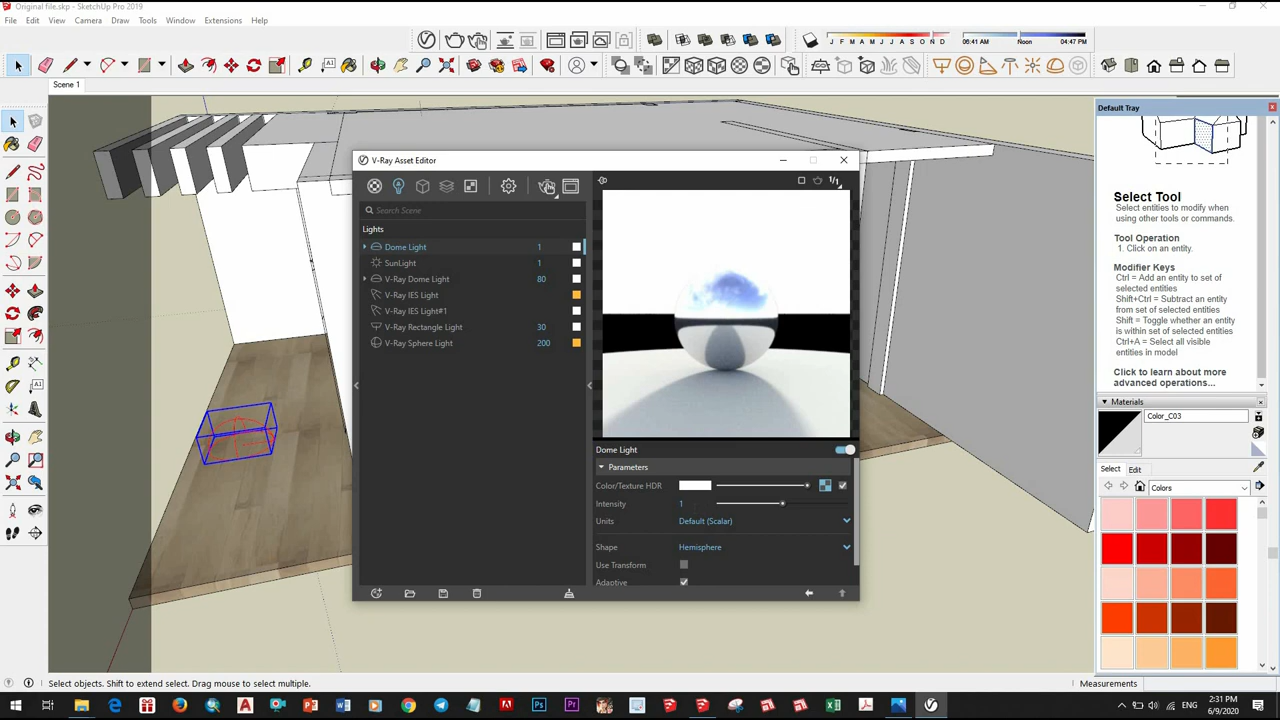 Original file.skp - SketchUp Pro 2019
File Edit View Camera Draw Tools Window Extensions Help
J F M A M J J A S O N D
06:41 AM Noon 04:47 PM
Scene 1
Default Tray
V-Ray Asset Editor
1/1
Search Scene
Lights
Dome Light 1
SunLight 1
V-Ray Dome Light 80
V-Ray IES Light
V-Ray IES Light#1
V-Ray Rectangle Light 30
V-Ray Sphere Light 200
Dome Light
Parameters
Color/Texture HDR
Intensity 1
Units Default (Scalar)
Shape Hemisphere
Use Transform
Adaptive
Select Tool
Select entities to modify when
using other tools or commands.
Tool Operation
1. Click on an entity.
Modifier Keys
Ctrl = Add an entity to set of
selected entities
Shift+Ctrl = Subtract an entity
from set of selected entities
Shift = Toggle whether an entity
is within set of selected entities
Ctrl+A = Select all visible
entities in model
Click to learn about more
advanced operations...
Materials
Color_C03
Select Edit
Colors
Select objects. Shift to extend select. Drag mouse to select multiple.
Measurements
2:31 PM
6/9/2020